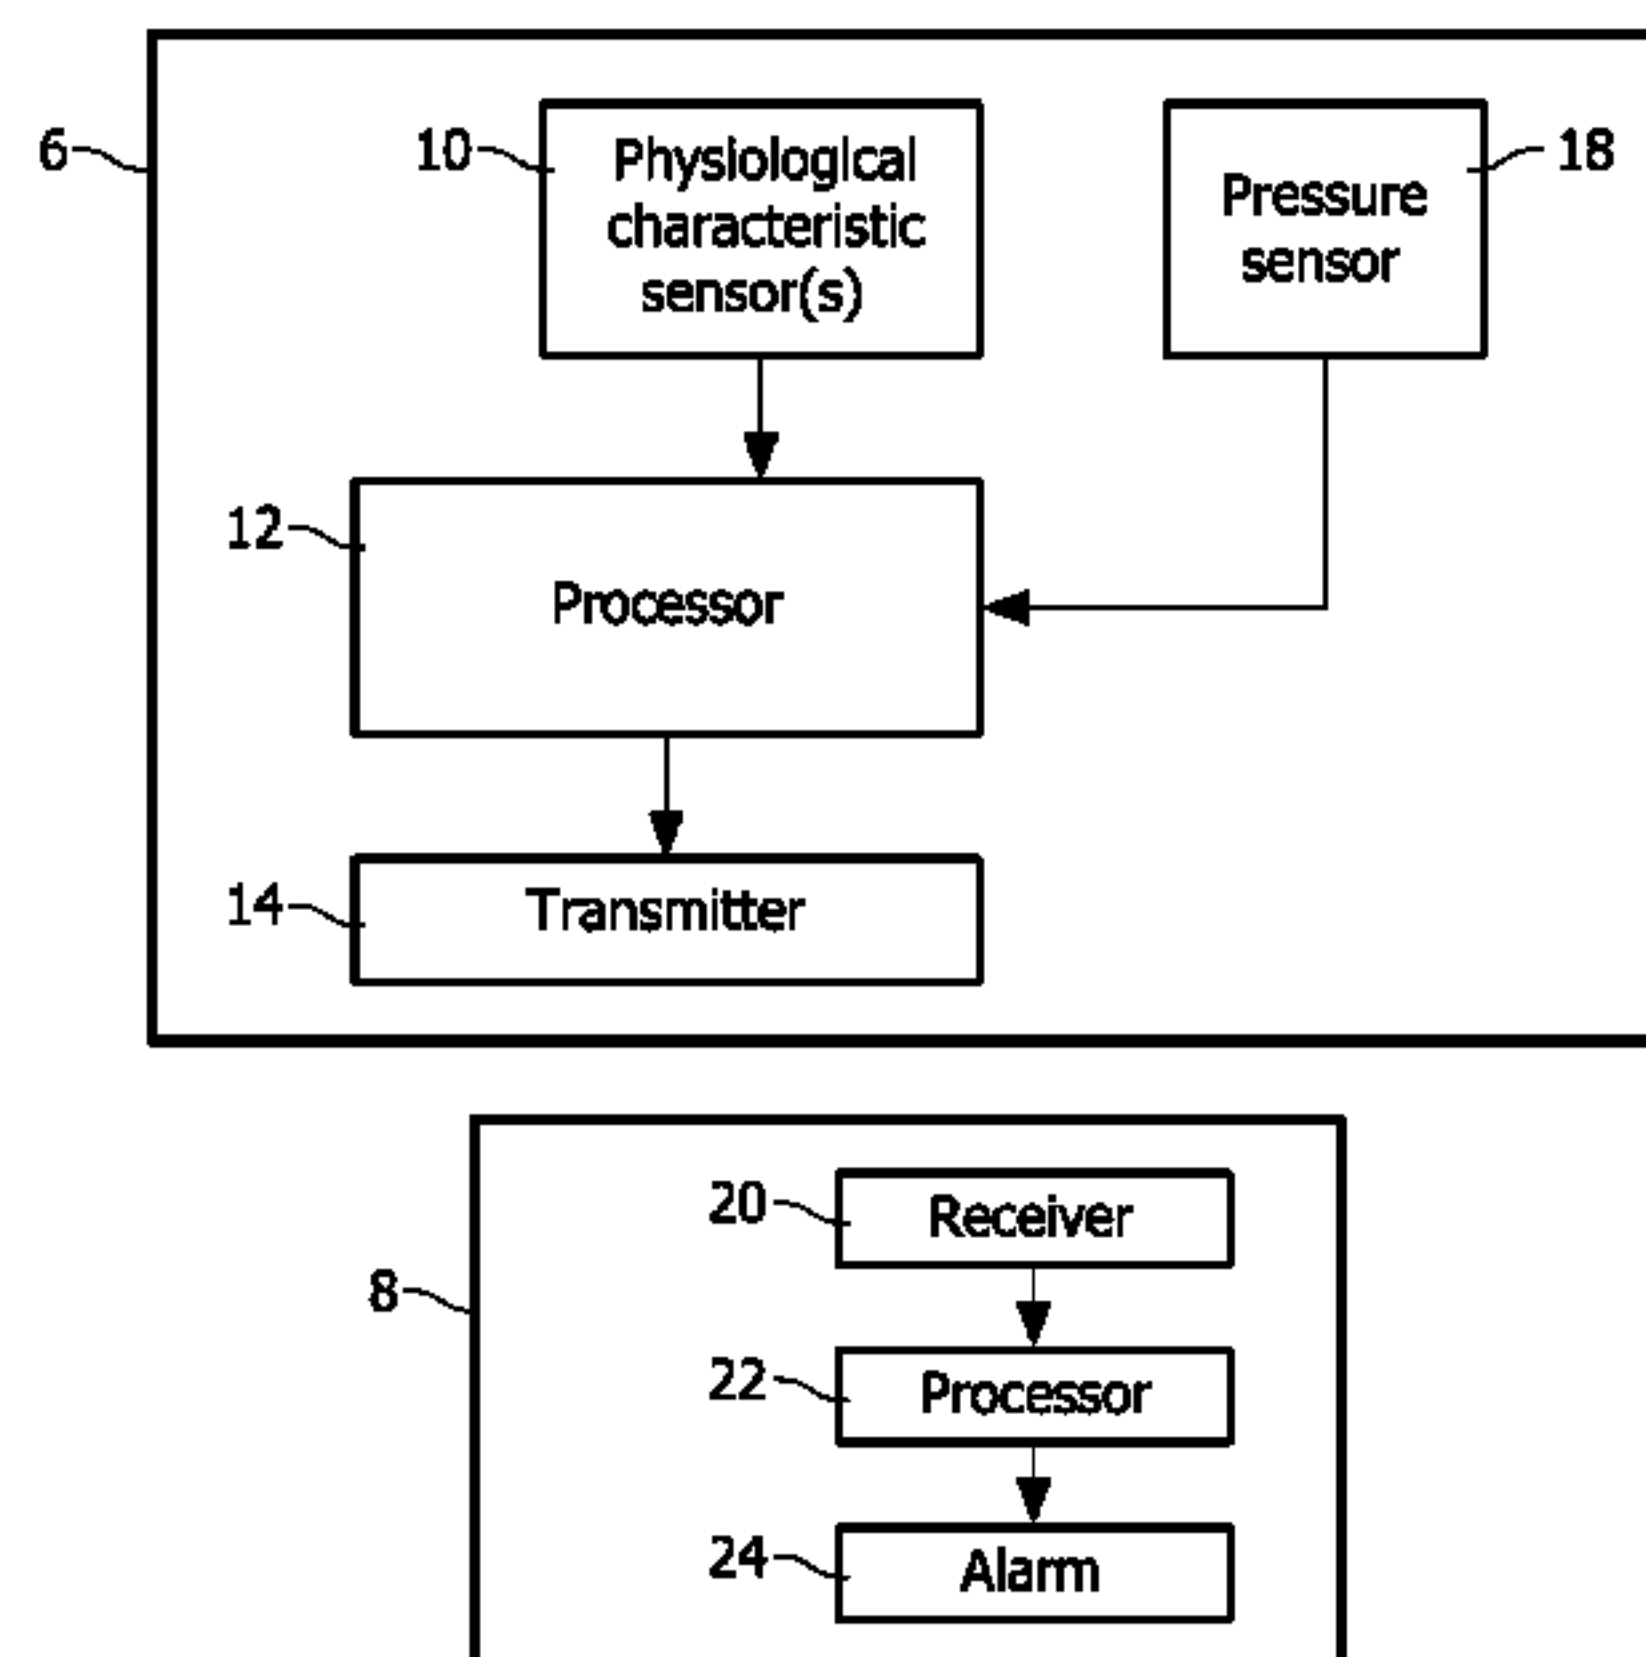 6
10
Physiological
characteristic
sensor(s)
Pressure
sensor
18
12
Processor
14
Transmitter
20
Receiver
8
22
Processor
24
Alarm